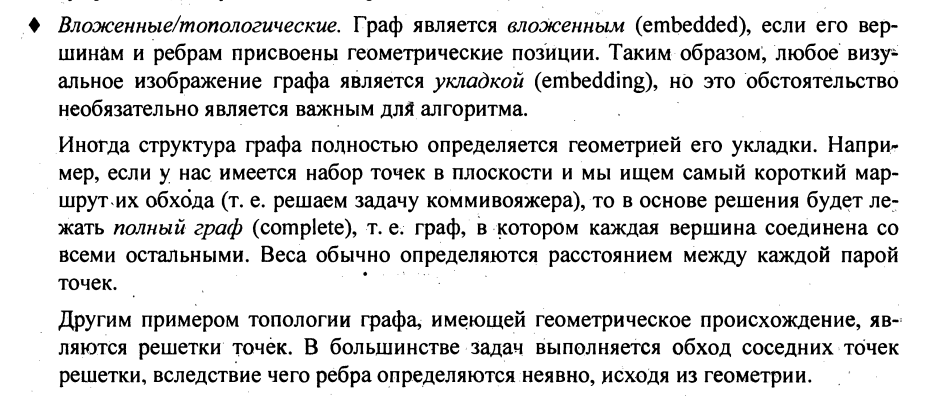 ♦ Вложенные/топологические. Граф является вложенным (embedded), если его вер-
шинам и ребрам присвоены геометрические позиции. Таким образом, любое визу-
альное изображение графа является укладкой (embedding), но это обстоятельство
необязательно является важным для алгоритма.
Иногда структура графа полностью определяется геометрией его укладки. Напри-
мер, если у нас имеется набор точек в плоскости и мы ищем самый короткий мар-
шрут их обхода (т. е. решаем задачу коммивояжера), то в основе решения будет ле-
жать полный граф (complete), т. е. граф, в котором каждая вершина соединена со
всеми остальными. Веса обычно определяются расстоянием между каждой парой
точек.
Другим примером топологии графа, имеющей геометрическое происхождение, яв-
ляются решетки точек. В большинстве задач выполняется обход соседних точек
решетки, вследствие чего ребра определяются неявно, исходя из геометрии.